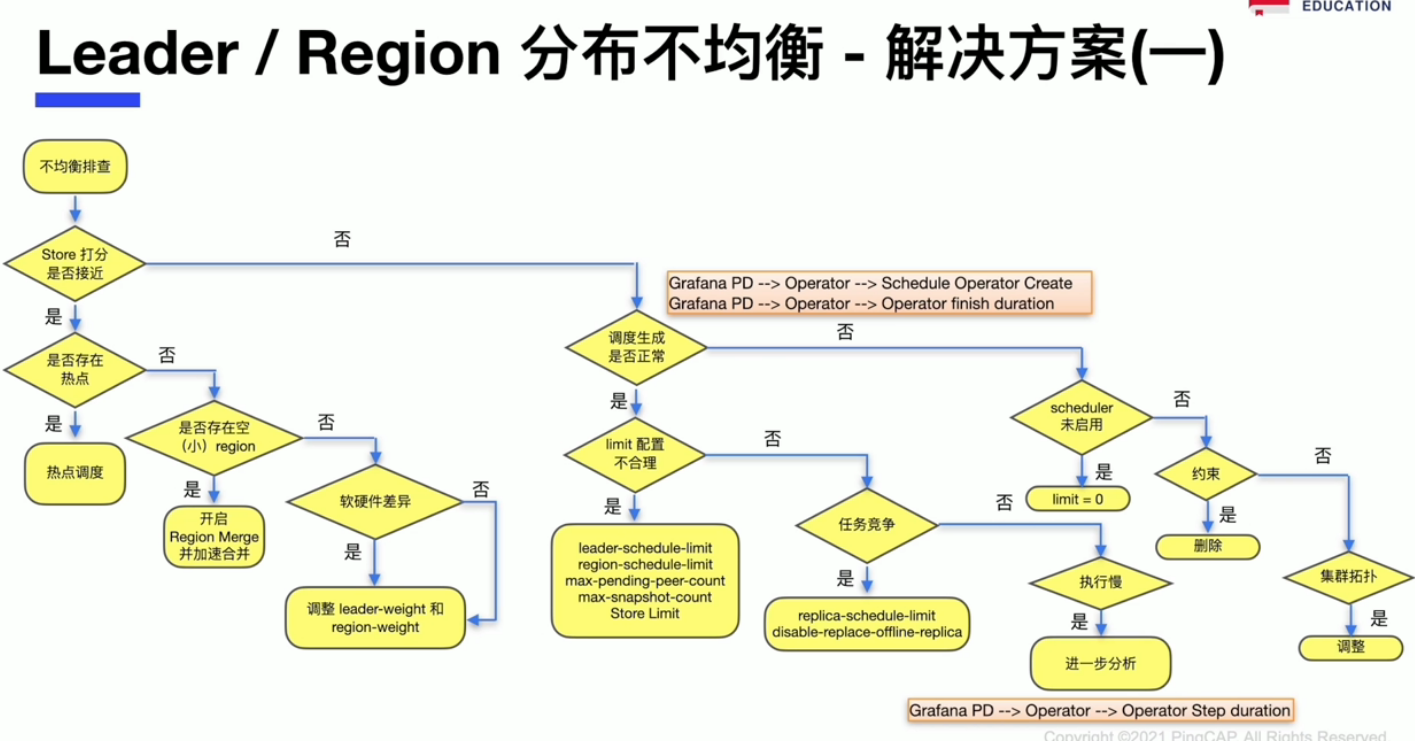 EDUCATION
Leader / Region 分布不均衡 - 解决方案(一)
不均衡排查
Store 打分
是否接近
否
是
Grafana PD --> Operator --> Schedule Operator Create
Grafana PD --> Operator --> Operator finish duration
是否存在
热点
否
是
热点调度
是否存在空
（小）region
否
是
开启
Region Merge
并加速合并
软硬件差异
否
是
调整 leader-weight 和
region-weight
调度生成
是否正常
否
是
limit 配置
不合理
否
是
leader-schedule-limit
region-schedule-limit
max-pending-peer-count
max-snapshot-count
Store Limit
任务竞争
否
是
replica-schedule-limit
disable-replace-offline-replica
执行慢
是
进一步分析
Grafana PD --> Operator --> Operator Step duration
scheduler
未启用
否
是
limit = 0
约束
否
是
删除
集群拓扑
是
调整
Copyright ©2021 PingCAP. All Rights Reserved